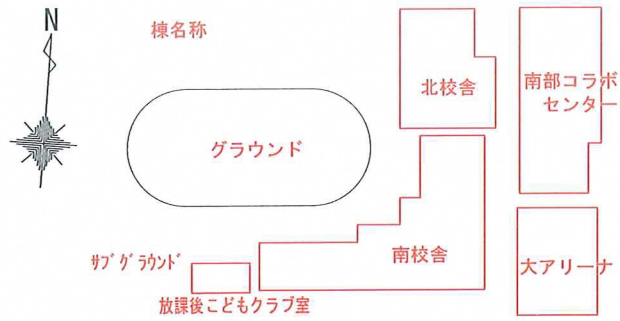 N
棟名称
北校舎
南部コラボ
センター
グラウンド
南校舎
サブグラウンド
大アリーナ
放課後こどもクラブ室